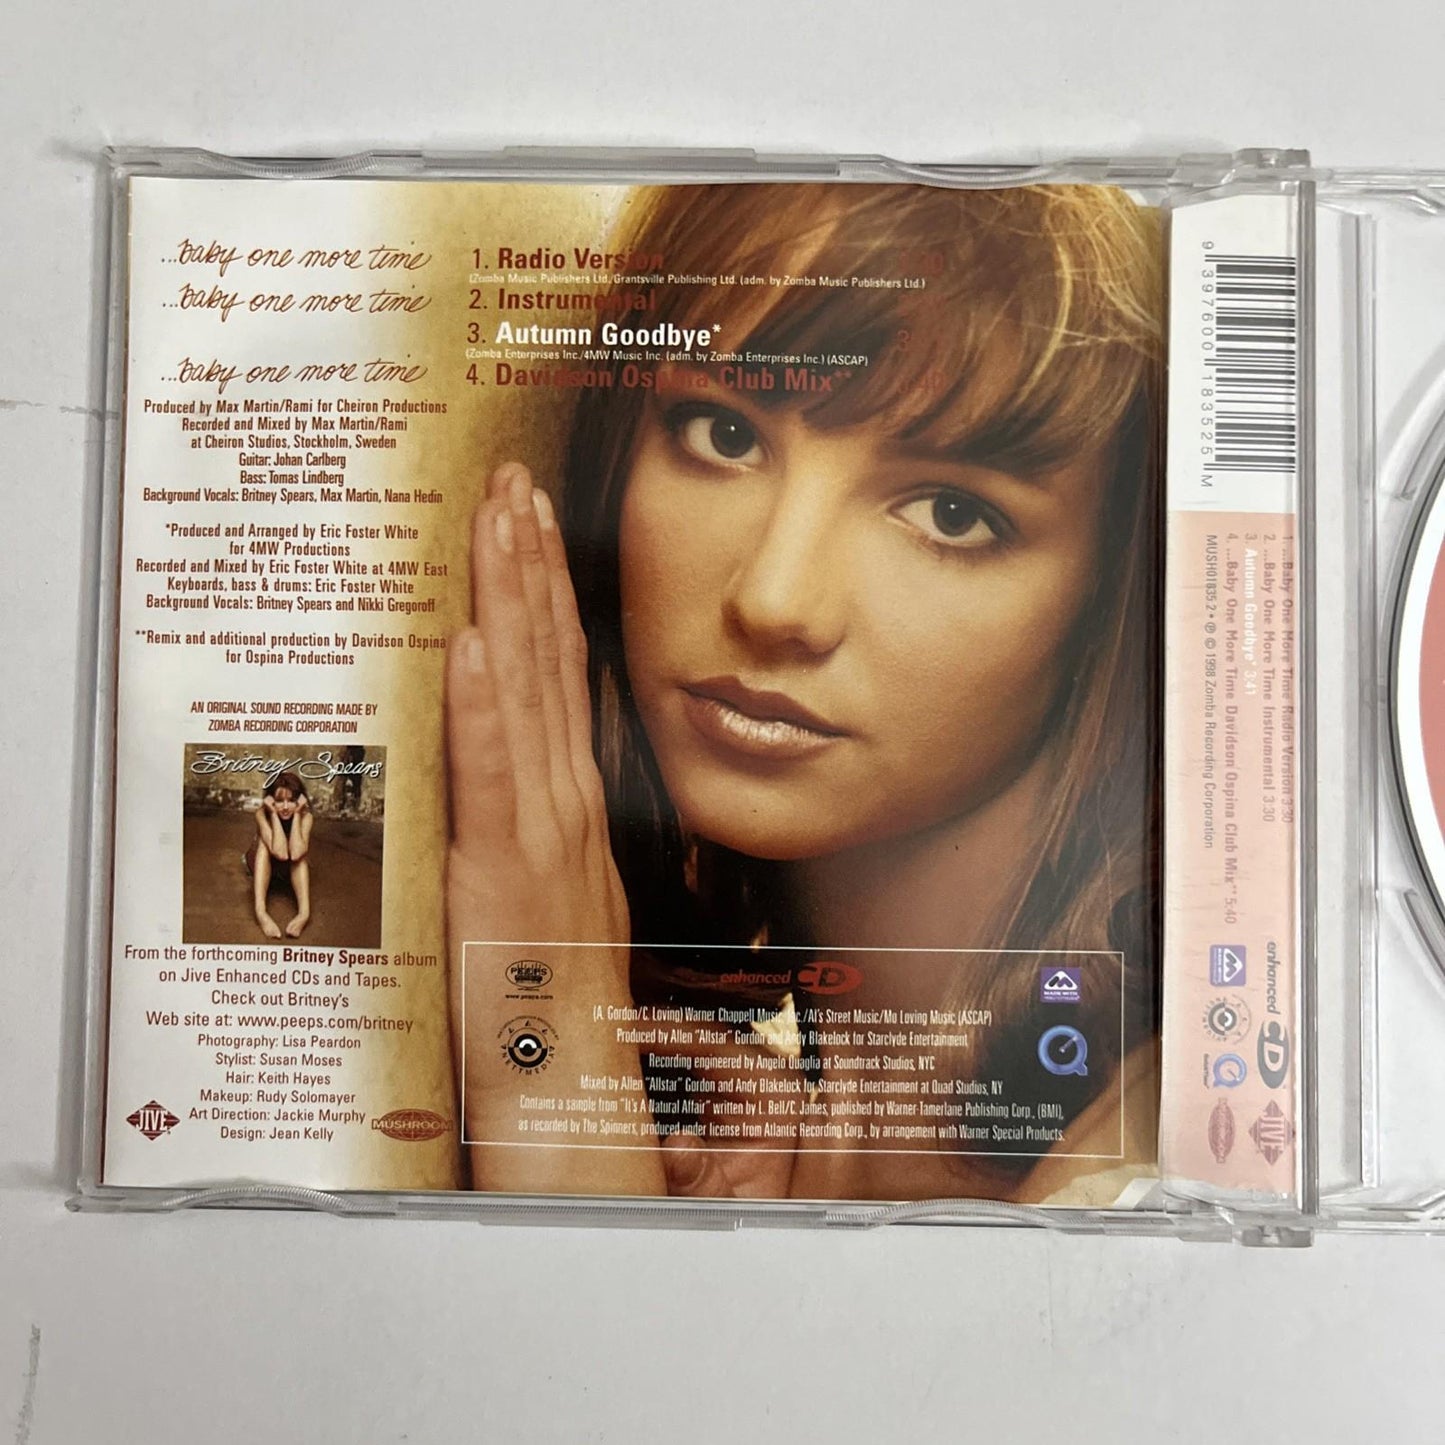 ...baby one more time 1. Radio Version
(Zomba Music Publishers Ltd./Grantsville Publishing Ltd. (adm. by Zomba Music Publishers Ltd.)
...baby one more time 2. Instrumental
3. Autumn Goodbye*
(Zomba Enterprises Inc./4MW Music Inc. (adm. by Zomba Enterprises Inc.) (ASCAP)
...baby one more time 4. Davidson Ospina Club Mix**
Produced by Max Martin/Rami for Cheiron Productions
Recorded and Mixed by Max Martin/Rami
at Cheiron Studios, Stockholm, Sweden
Guitar: Johan Carlberg
Bass: Tomas Lindberg
Background Vocals: Britney Spears, Max Martin, Nana Hedin
*Produced and Arranged by Eric Foster White
for 4MW Productions
Recorded and Mixed by Eric Foster White at 4MW East
Keyboards, bass & drums: Eric Foster White
Background Vocals: Britney Spears and Nikki Gregoroff
**Remix and additional production by Davidson Ospina
for Ospina Productions
AN ORIGINAL SOUND RECORDING MADE BY
ZOMBA RECORDING CORPORATION
Britney Spears
From the forthcoming Britney Spears album
on Jive Enhanced CDs and Tapes.
Check out Britney's
Web site at: www.peeps.com/britney
Photography: Lisa Peardon
Stylist: Susan Moses
Hair: Keith Hayes
Makeup: Rudy Solomayer
Art Direction: Jackie Murphy
Design: Jean Kelly
JIVE
MUSHROOM
PEEPS
www.peeps.com
enhanced CD
MADE WITH
(A. Gordon/C. Loving) Warner Chappell Music, Inc./Al's Street Music/Mo Loving Music (ASCAP)
Produced by Allen "Allstar" Gordon and Andy Blakelock for Starclyde Entertainment
Recording engineered by Angelo Quaglia at Soundtrack Studios, NYC
Mixed by Allen "Allstar" Gordon and Andy Blakelock for Starclyde Entertainment at Quad Studios, NY
Contains a sample from "It's A Natural Affair" written by L. Bell/C. James, published by Warner-Tamerlane Publishing Corp., (BMI),
as recorded by The Spinners, produced under license from Atlantic Recording Corp., by arrangement with Warner Special Products.
9 397600 183525 M
1. ...Baby One More Time Radio Version 3:30
2. ...Baby One More Time Instrumental 3:30
3. Autumn Goodbye* 3:41
4. ...Baby One More Time Davidson Ospina Club Mix** 5:40
MUSH01835.2 • ℗ © 1998 Zomba Recording Corporation
enhanced CD
JIVE